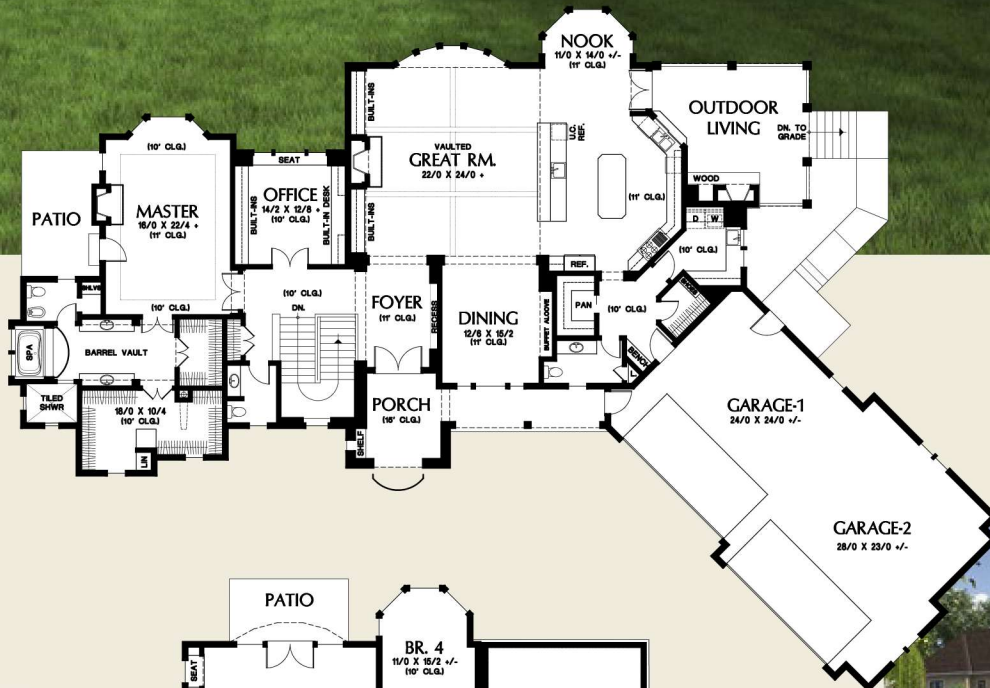 NOOK
11/0 X 14/0 +/-
(11' CLG.)
OUTDOOR
LIVING
DN. TO
GRADE
WOOD
BUILT-INS
VAULTED
GREAT RM.
22/0 X 24/0 +
BUILT-INS
U.C.
REF.
(11' CLG.)
(10' CLG.)
PATIO
MASTER
16/0 X 22/4 +
(11' CLG.)
(10' CLG.)
SEAT
OFFICE
14/2 X 12/8 +
(10' CLG.)
BUILT-INS
BUILT-IN DESK
D
W
(10' CLG.)
REF.
SHLVS
(10' CLG.)
DN.
FOYER
(11' CLG.)
RECESS
DINING
12/6 X 15/2
(11' CLG.)
BUFFET ALCOVE
PAN
(10' CLG.)
SHOES
BENCH
L
SPA
BARREL VAULT
TILED
SHWR
18/0 X 10/4
(10' CLG.)
LIN
PORCH
(15' CLG.)
SHELF
GARAGE-1
24/0 X 24/0 +/-
GARAGE-2
28/0 X 23/0 +/-
PATIO
SEAT
BR. 4
11/0 X 15/2 +/-
(10' CLG.)